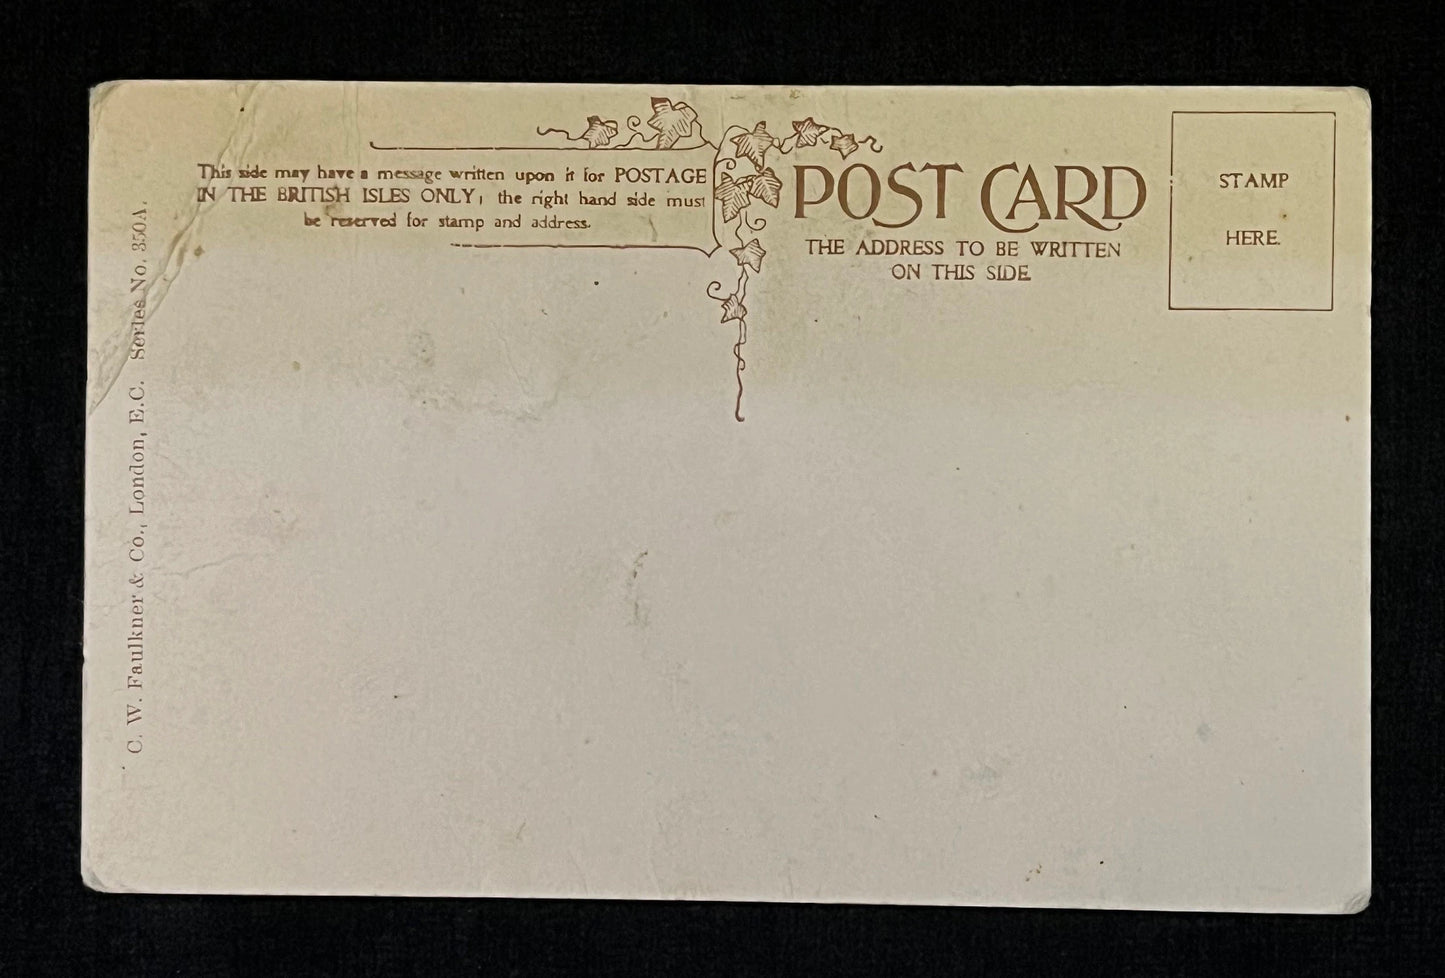 This side may have a message written upon it for POSTAGE
IN THE BRITISH ISLES ONLY, the right hand side must
be reserved for stamp and address.
POST CARD
THE ADDRESS TO BE WRITTEN
ON THIS SIDE
STAMP
HERE.
C. W. Faulkner & Co., London, E.C. Series No. 350A.